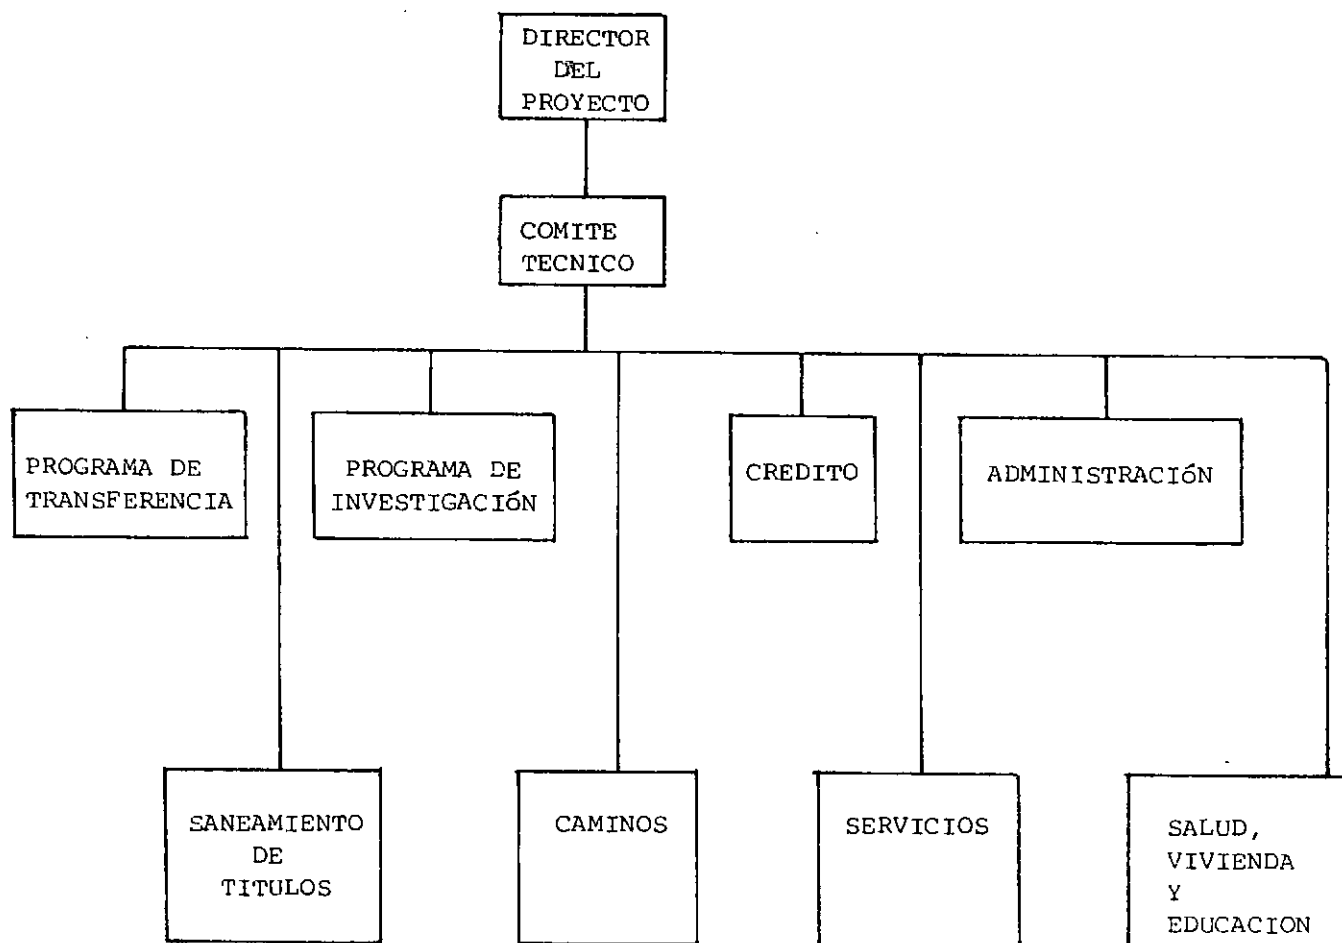 DIRECTOR
DEL
PROYECTO
COMITE
TECNICO
PROGRAMA DE
TRANSFERENCIA
PROGRAMA DE
INVESTIGACIÓN
CREDITO
ADMINISTRACIÓN
SANEAMIENTO
DE
TITULOS
CAMINOS
SERVICIOS
SALUD,
VIVIENDA
Y
EDUCACION